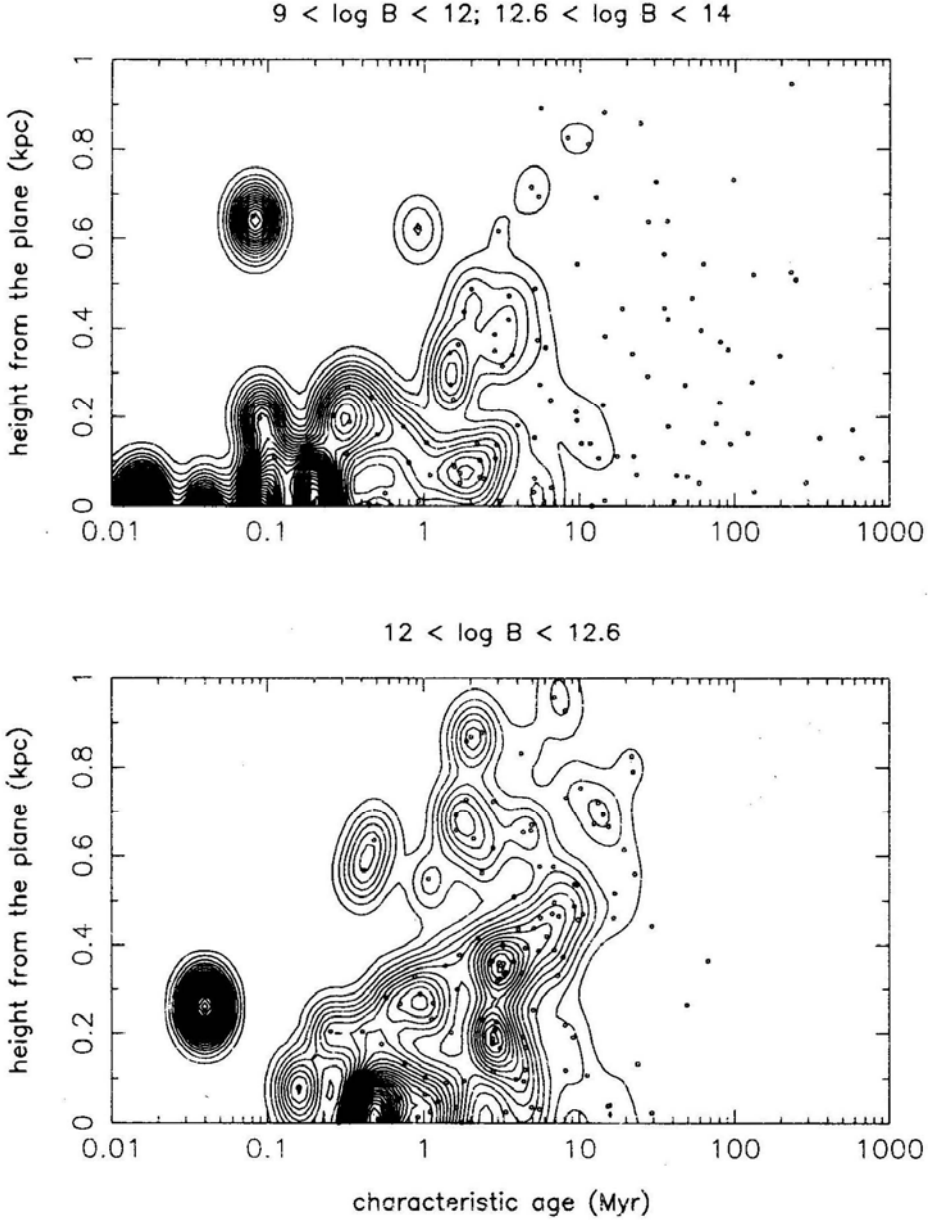 9 < log B < 12; 12.6 < log B < 14
height from the plane (kpc)
1
0.8
0.6
0.4
0.2
0
0.01 0.1 1 10 100 1000
12 < log B < 12.6
height from the plane (kpc)
1
0.8
0.6
0.4
0.2
0
0.01 0.1 1 10 100 1000
characteristic age (Myr)